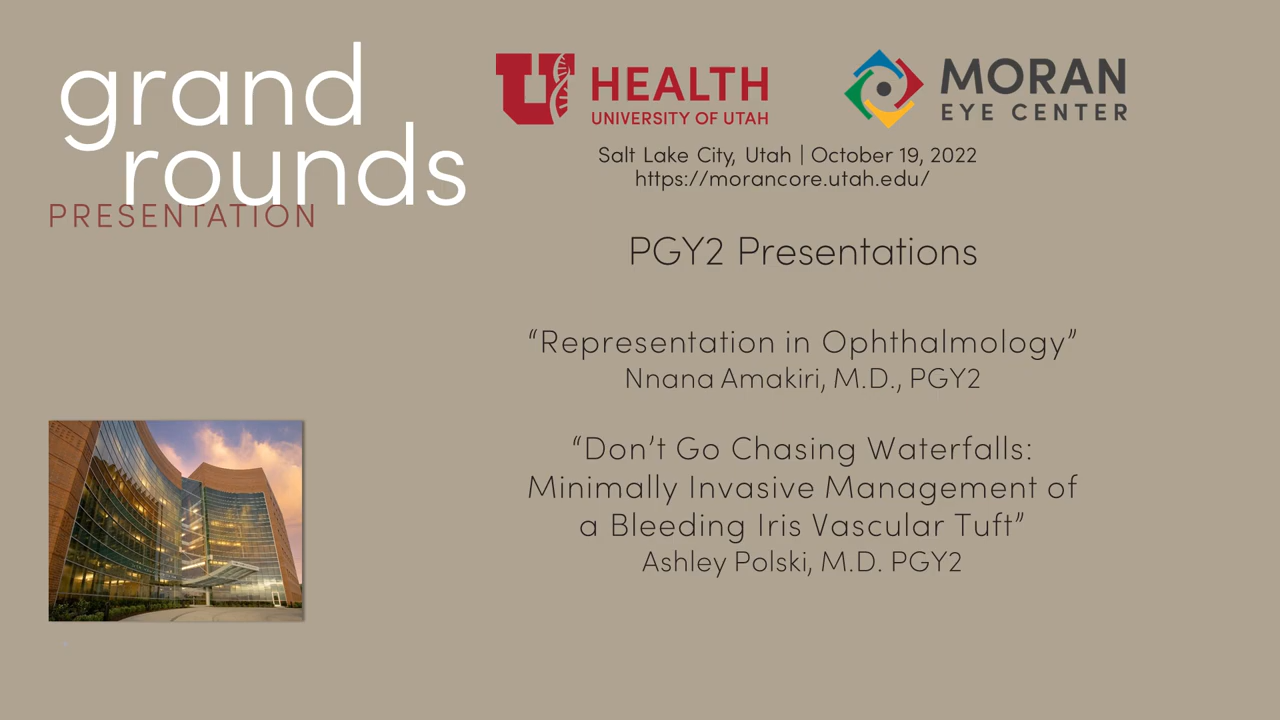 grand
rounds
PRESENTATION
U HEALTH
UNIVERSITY OF UTAH
MORAN
EYE CENTER
Salt Lake City, Utah | October 19, 2022
https://morancore.utah.edu/
PGY2 Presentations
“Representation in Ophthalmology”
Nnana Amakiri, M.D., PGY2
“Don’t Go Chasing Waterfalls:
Minimally Invasive Management of
a Bleeding Iris Vascular Tuft”
Ashley Polski, M.D. PGY2